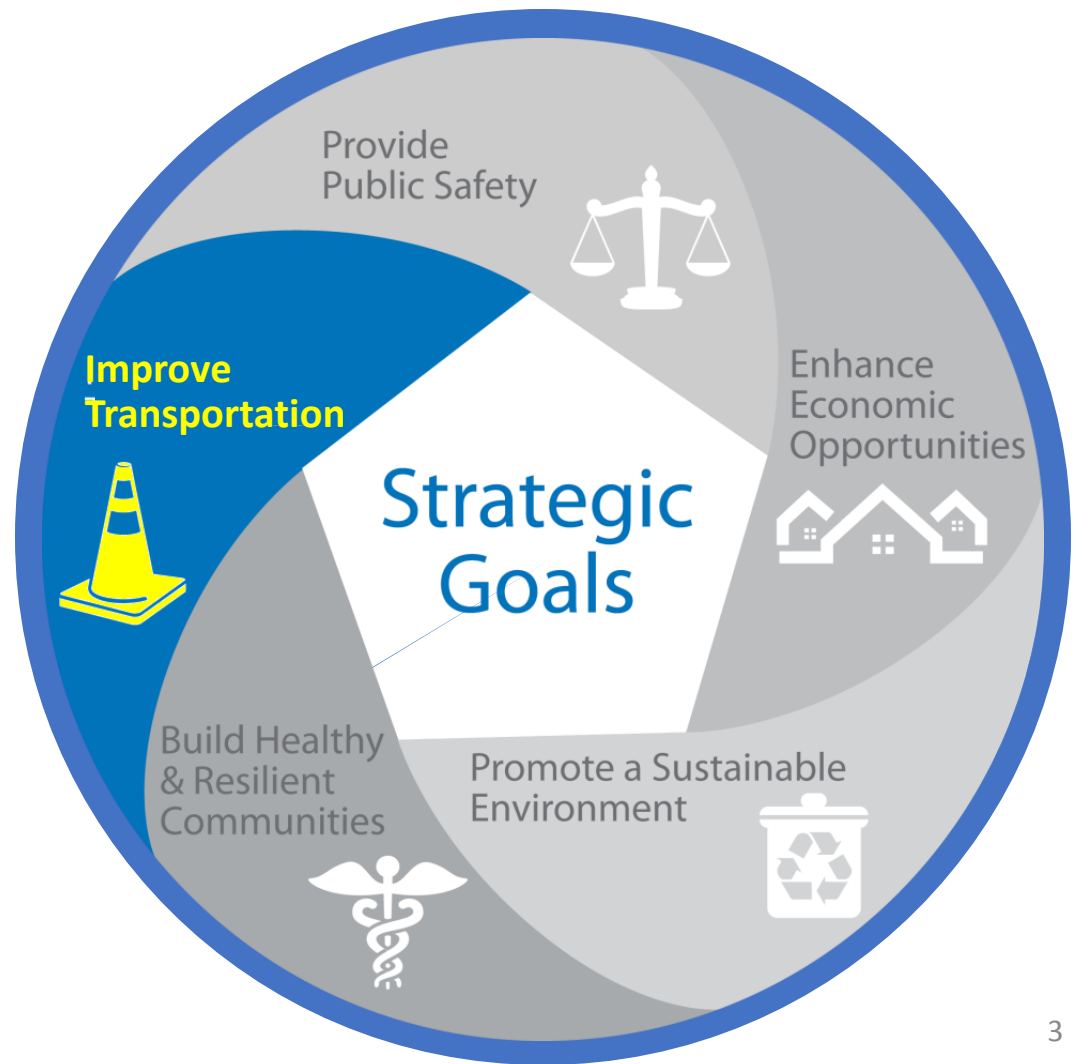 Provide
Public Safety
Enhance
Economic
Opportunities
Improve
Transportation
Strategic
Goals
Build Healthy
& Resilient
Communities
Promote a Sustainable
Environment
3